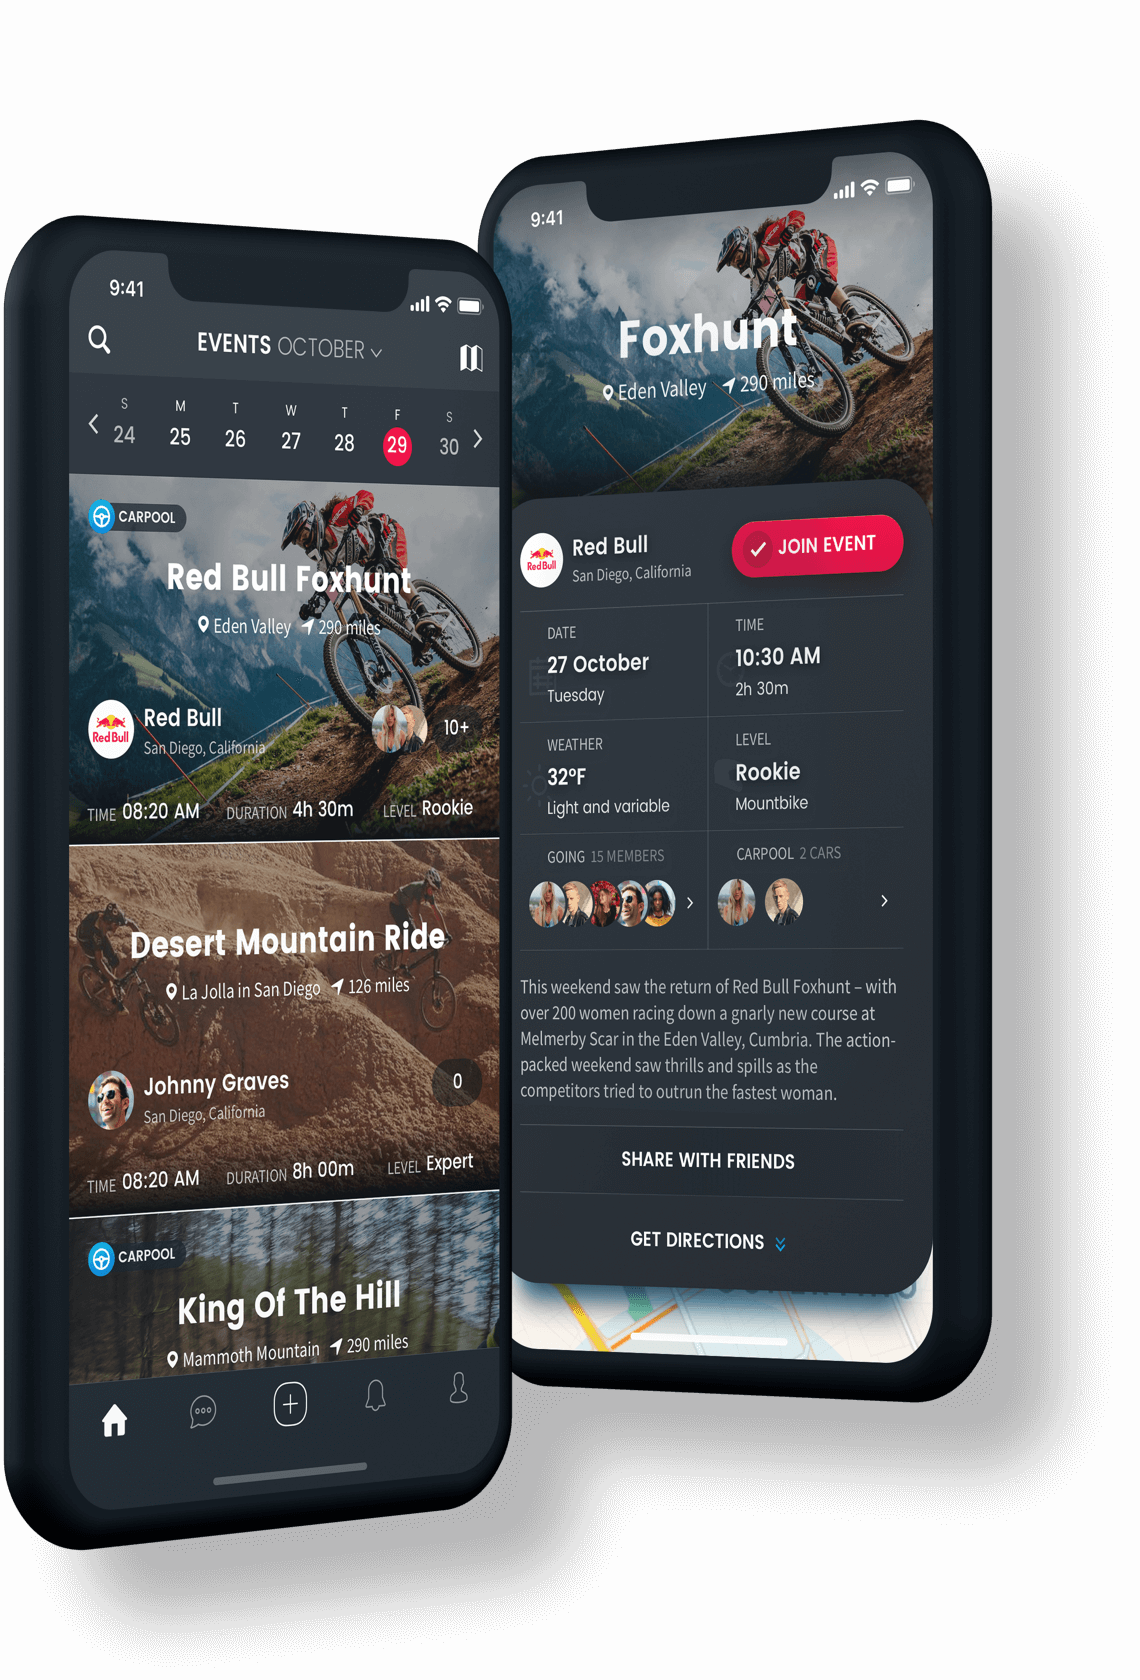 9:41
EVENTS OCTOBER
S M T W T F S
24 25 26 27 28 29 30
CARPOOL
Red Bull Foxhunt
Eden Valley 290 miles
Red Bull
Red Bull
San Diego, California
10+
TIME 08:20 AM DURATION 4h 30m LEVEL Rookie
Desert Mountain Ride
La Jolla in San Diego 126 miles
Johnny Graves
San Diego, California
0
TIME 08:20 AM DURATION 8h 00m LEVEL Expert
CARPOOL
King Of The Hill
Mammoth Mountain 290 miles
9:41
Foxhunt
Eden Valley 290 miles
Red Bull
Red Bull
San Diego, California
JOIN EVENT
DATE
27 October
Tuesday
TIME
10:30 AM
2h 30m
WEATHER
32ºF
Light and variable
LEVEL
Rookie
Mountbike
GOING 15 MEMBERS
CARPOOL 2 CARS
This weekend saw the return of Red Bull Foxhunt – with
over 200 women racing down a gnarly new course at
Melmerby Scar in the Eden Valley, Cumbria. The action-
packed weekend saw thrills and spills as the
competitors tried to outrun the fastest woman.
SHARE WITH FRIENDS
GET DIRECTIONS